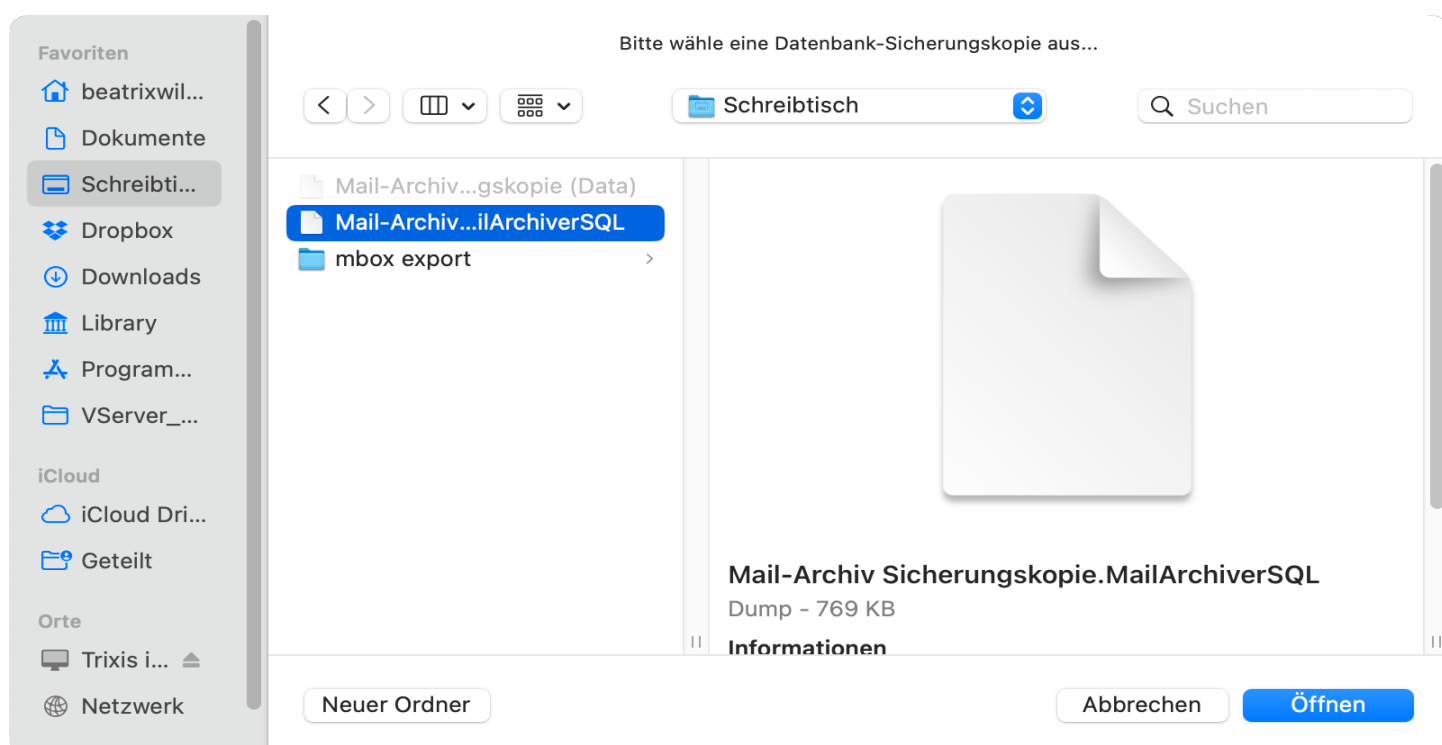 Bitte wähle eine Datenbank-Sicherungskopie aus...
Favoriten
beatrixwil...
Dokumente
Schreibti...
Dropbox
Downloads
Library
Program...
VServer_...
iCloud
iCloud Dri...
Geteilt
Orte
Trixis i...
Netzwerk
Schreibtisch
Suchen
Mail-Archiv...gskopie (Data)
Mail-Archiv...ilArchiverSQL
mbox export
Mail-Archiv Sicherungskopie.MailArchiverSQL
Dump - 769 KB
Informationen
Neuer Ordner
Abbrechen
Öffnen